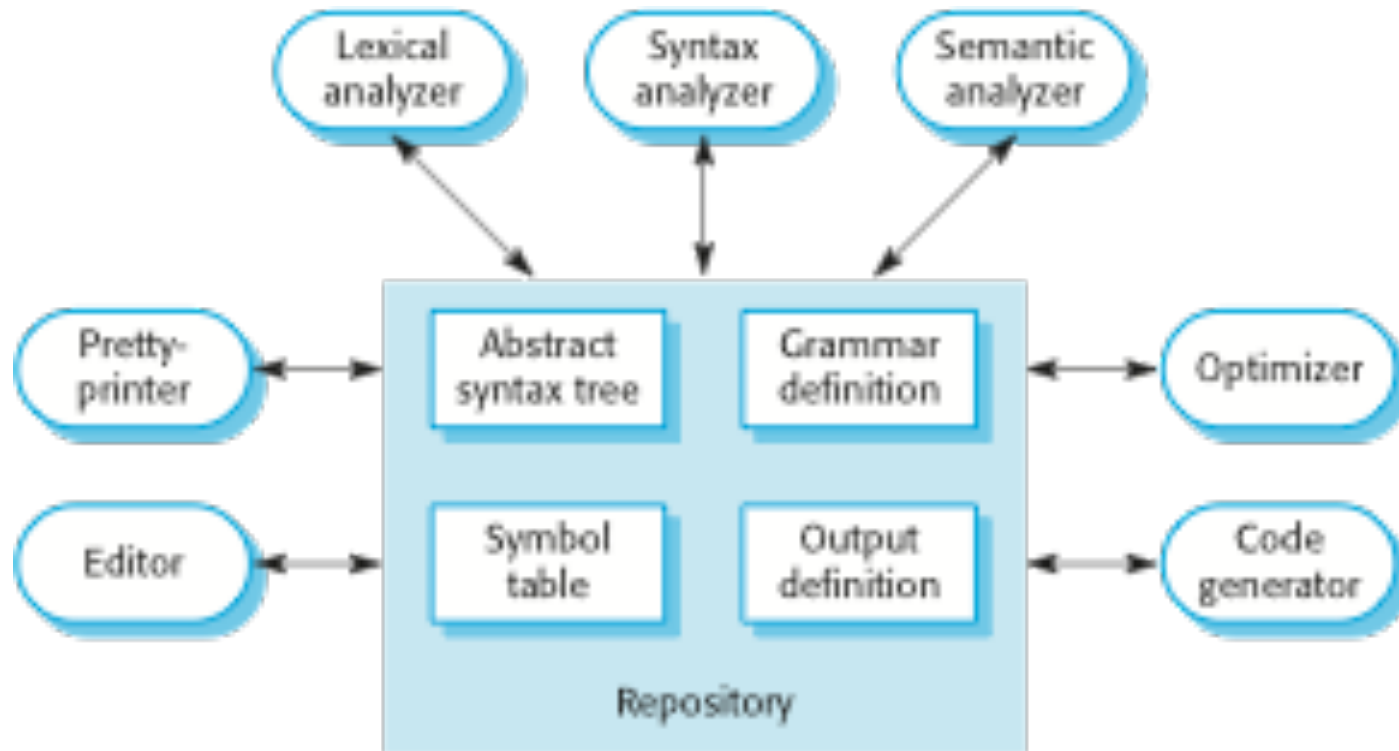 Lexical
analyzer
Syntax
analyzer
Semantic
analyzer
Pretty-
printer
Abstract
syntax tree
Grammar
definition
Optimizer
Editor
Symbol
table
Output
definition
Code
generator
Repository